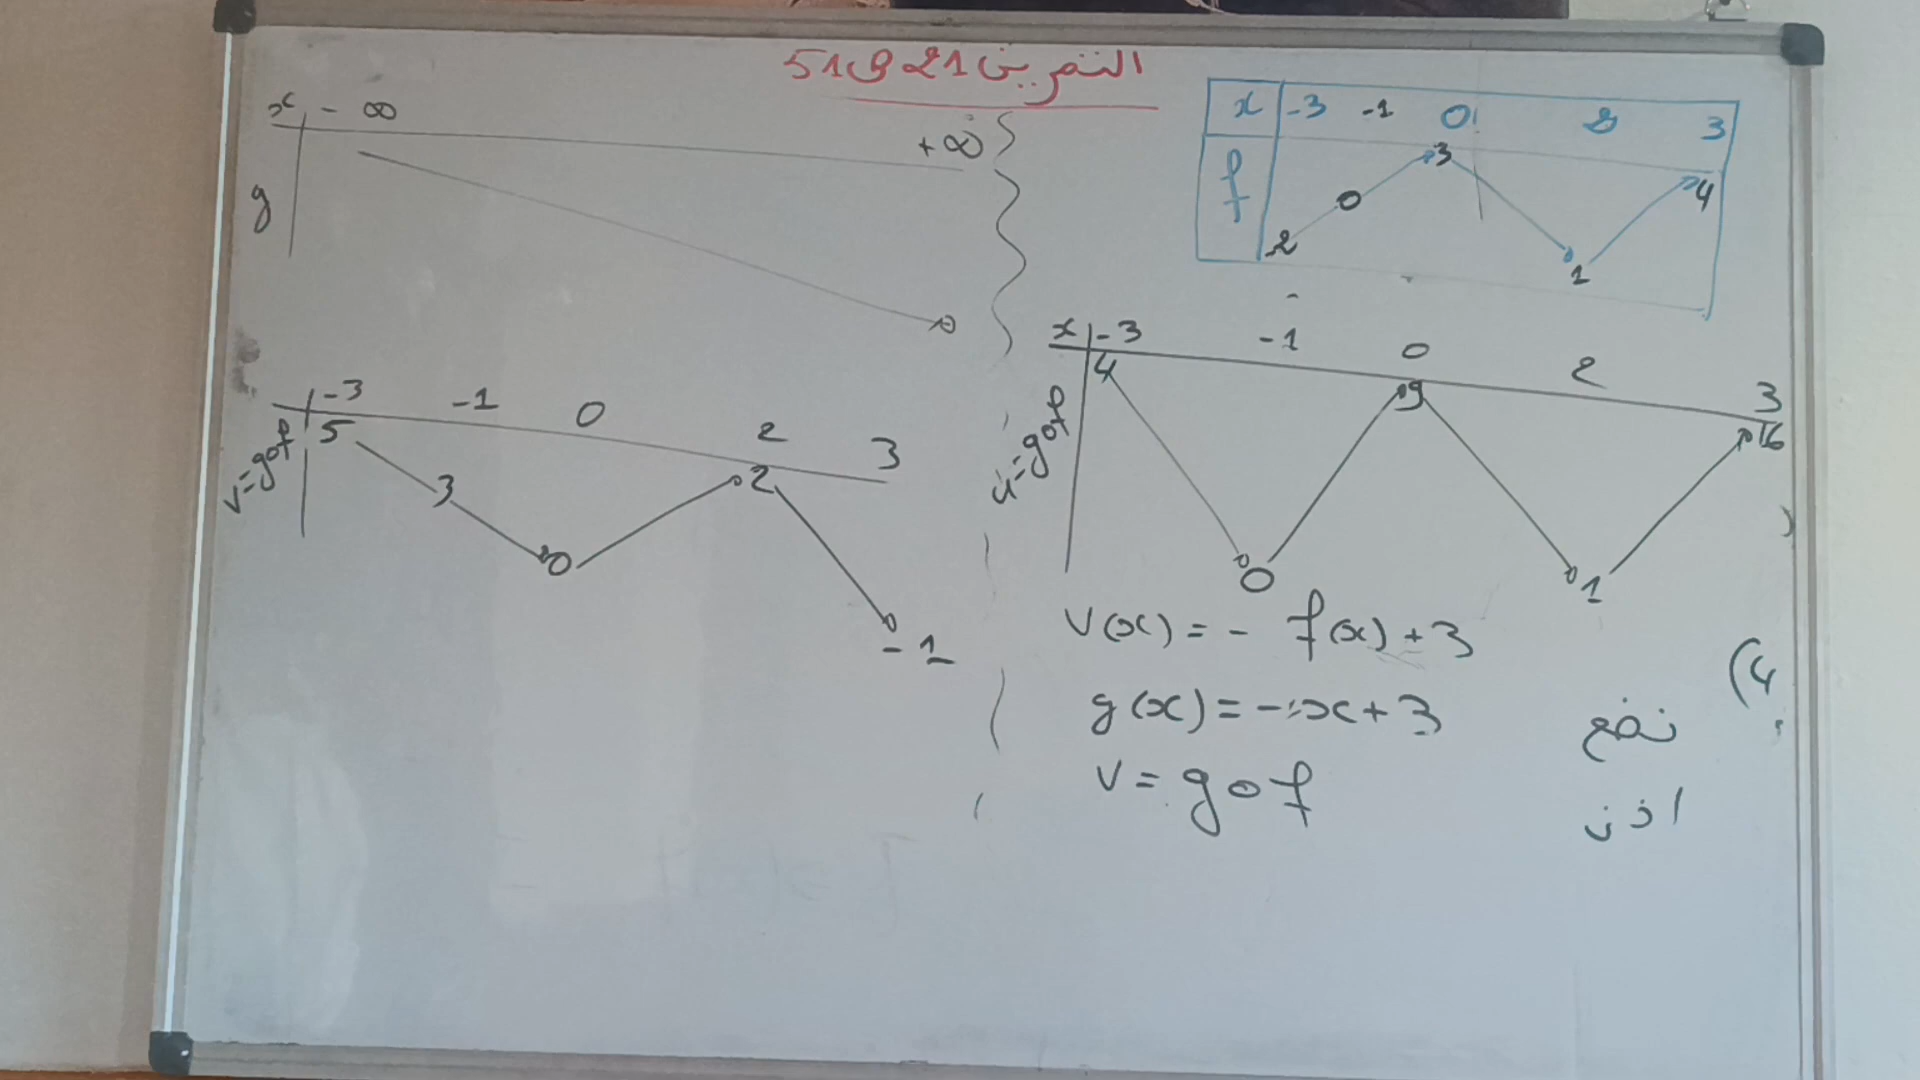 التمرين 21 ص 51
x -3 -1 0 2 3
f 2 0 3 1 4
x -∞ +∞
g
x -3 -1 0 2 3
u=gof 4 0 9 1 16
-3 -1 0 2 3
v=gof 5 3 0 2 -1
4) v(x) = - f(x) + 3
نضع g(x) = -x + 3
اذن v = gof